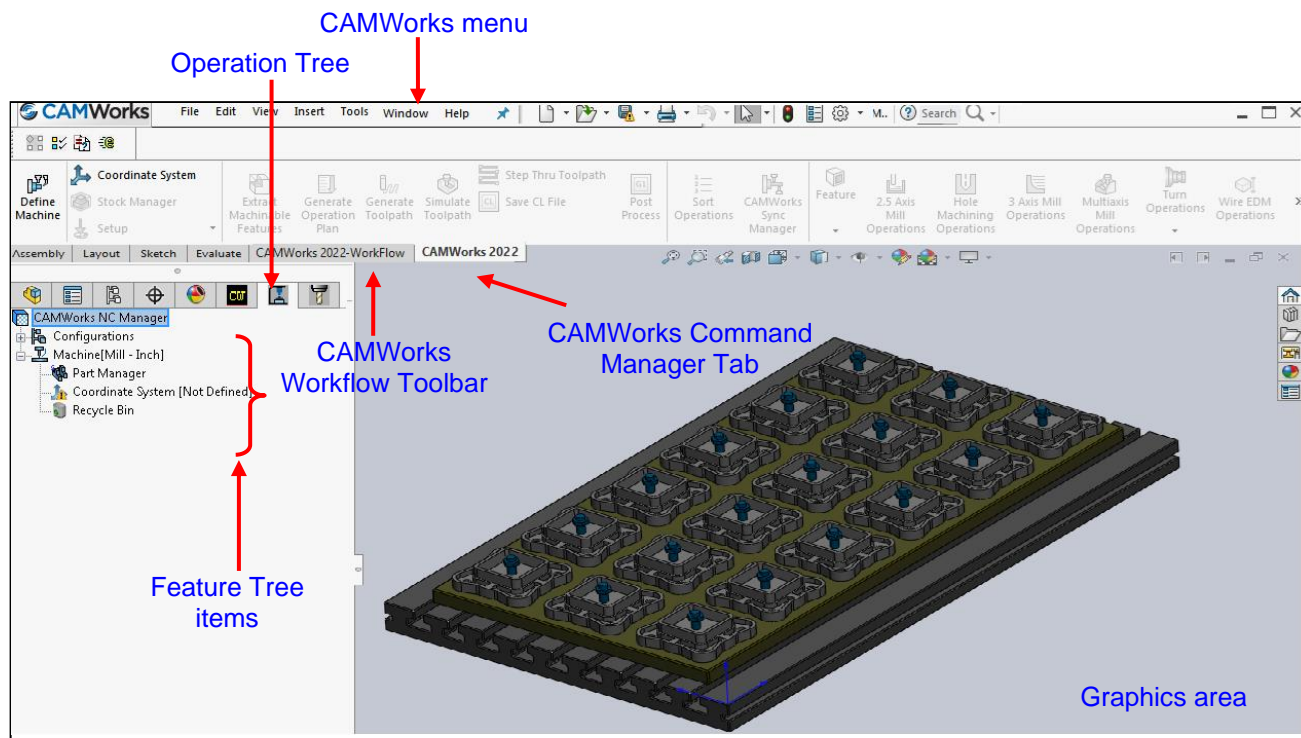 CAMWorks menu
Operation Tree
CAMWorks File Edit View Insert Tools Window Help M.. Search
Define Machine
Coordinate System
Stock Manager
Setup
Extract Machinable Features
Generate Operation Plan
Generate Toolpath
Simulate Toolpath
Step Thru Toolpath
CL Save CL File
G1
Post Process
Sort Operations
CAMWorks Sync Manager
Feature
2.5 Axis Mill Operations
Hole Machining Operations
3 Axis Mill Operations
Multiaxis Mill Operations
Turn Operations
Wire EDM Operations
Assembly Layout Sketch Evaluate CAMWorks 2022-WorkFlow CAMWorks 2022
CAMWorks NC Manager
Configurations
Machine[Mill - Inch]
Part Manager
Coordinate System [Not Defined]
Recycle Bin
CAMWorks
Workflow Toolbar
CAMWorks Command
Manager Tab
Feature Tree
items
Graphics area